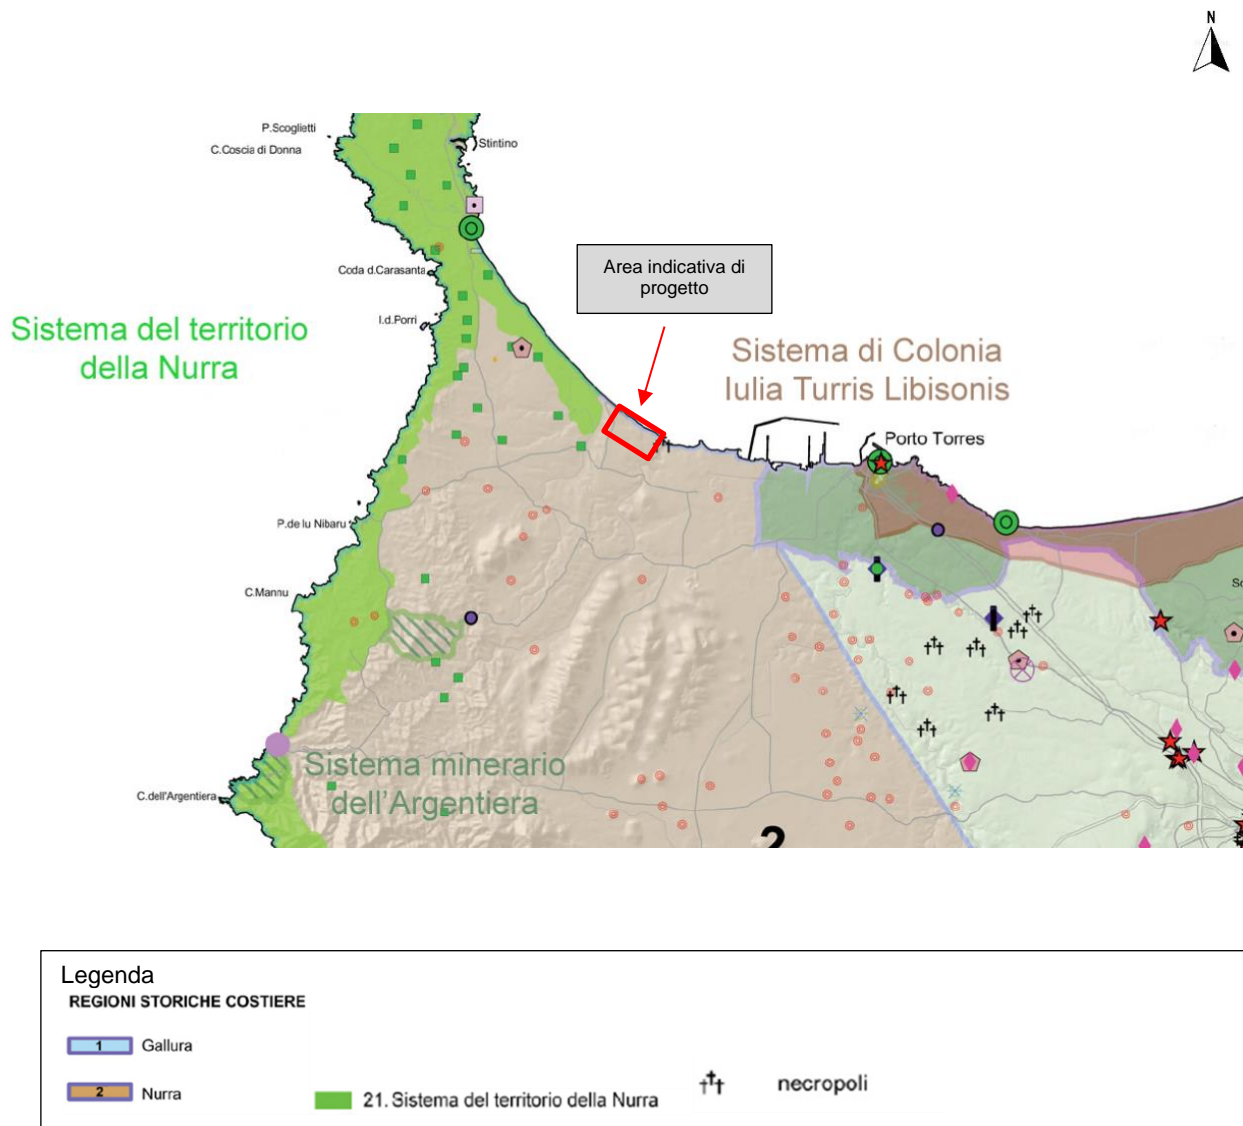 N
P.Scoglietti
C.Coscia di Donna
Stintino
Coda d.Carasanta
I.d.Porri
Area indicativa di
progetto
Sistema del territorio
della Nurra
Sistema di Colonia
Iulia Turris Libisonis
Porto Torres
P.de lu Nibaru
C.Mannu
So
Sistema minerario
dell'Argentiera
C.dell'Argentiera
2
Legenda
REGIONI STORICHE COSTIERE
1 Gallura
2 Nurra
21. Sistema del territorio della Nurra
necropoli